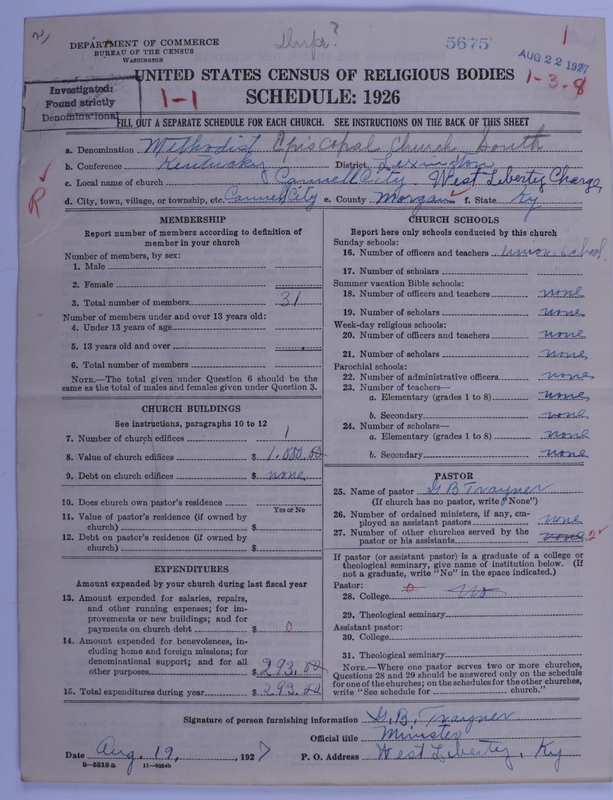 DEPARTMENT OF COMMERCE
BUREAU OF THE CENSUS
WASHINGTON
5675
AUG 22 1927
1
1-3-8
UNITED STATES CENSUS OF RELIGIOUS BODIES
SCHEDULE: 1926
Investigated:
Found strictly
Denominational
1-1
FILL OUT A SEPARATE SCHEDULE FOR EACH CHURCH. SEE INSTRUCTIONS ON THE BACK OF THIS SHEET
a. Denomination Methodist Episcopal Church South
b. Conference Kentucky District Lexington
c. Local name of church Cannel City. West Liberty Charge,
d. City, town, village, or township, etc. Cannel City e. County Morgan f. State Ky
R
MEMBERSHIP
Report number of members according to definition of
member in your church
Number of members, by sex:
1. Male
2. Female
3. Total number of members 31
Number of members under and over 13 years old:
4. Under 13 years of age
5. 13 years old and over
6. Total number of members
NOTE.—The total given under Question 6 should be the
same as the total of males and females given under Question 3.
CHURCH BUILDINGS
See instructions, paragraphs 10 to 12
7. Number of church edifices 1
8. Value of church edifices $ 1,000.00
9. Debt on church edifices $ none
10. Does church own pastor's residence
Yes or No
11. Value of pastor's residence (if owned by
church) $
12. Debt on pastor's residence (if owned by
church) $
EXPENDITURES
Amount expended by your church during last fiscal year
13. Amount expended for salaries, repairs,
and other running expenses; for im-
provements or new buildings; and for
payments on church debt $ 0
14. Amount expended for benevolences, in-
cluding home and foreign missions; for
denominational support; and for all
other purposes $ 293.00
15. Total expenditures during year $ 293.00
CHURCH SCHOOLS
Report here only schools conducted by this church
Sunday schools:
16. Number of officers and teachers Union School
17. Number of scholars
Summer vacation Bible schools:
18. Number of officers and teachers none
19. Number of scholars none
Week-day religious schools:
20. Number of officers and teachers none
21. Number of scholars none
Parochial schools:
22. Number of administrative officers none
23. Number of teachers—
a. Elementary (grades 1 to 8) none
b. Secondary none
24. Number of scholars—
a. Elementary (grades 1 to 8) none
b. Secondary none
PASTOR
25. Name of pastor G B Trayner
(If church has no pastor, write "None")
26. Number of ordained ministers, if any, em-
ployed as assistant pastors none
27. Number of other churches served by the
pastor or his assistants none 2
If pastor (or assistant pastor) is a graduate of a college or
theological seminary, give name of institution below. (If
not a graduate, write "No" in the space indicated.)
Pastor:
28. College 0 No
29. Theological seminary
Assistant pastor:
30. College
31. Theological seminary
NOTE.—Where one pastor serves two or more churches,
Questions 28 and 29 should be answered only on the schedule
for one of the churches; on the schedules for the other churches,
write "See schedule for church."
Signature of person furnishing information G. B. Trayner
Official title Minister
Date Aug. 19, 1927 P. O. Address West Liberty, Ky
8-5518a 11-9264b